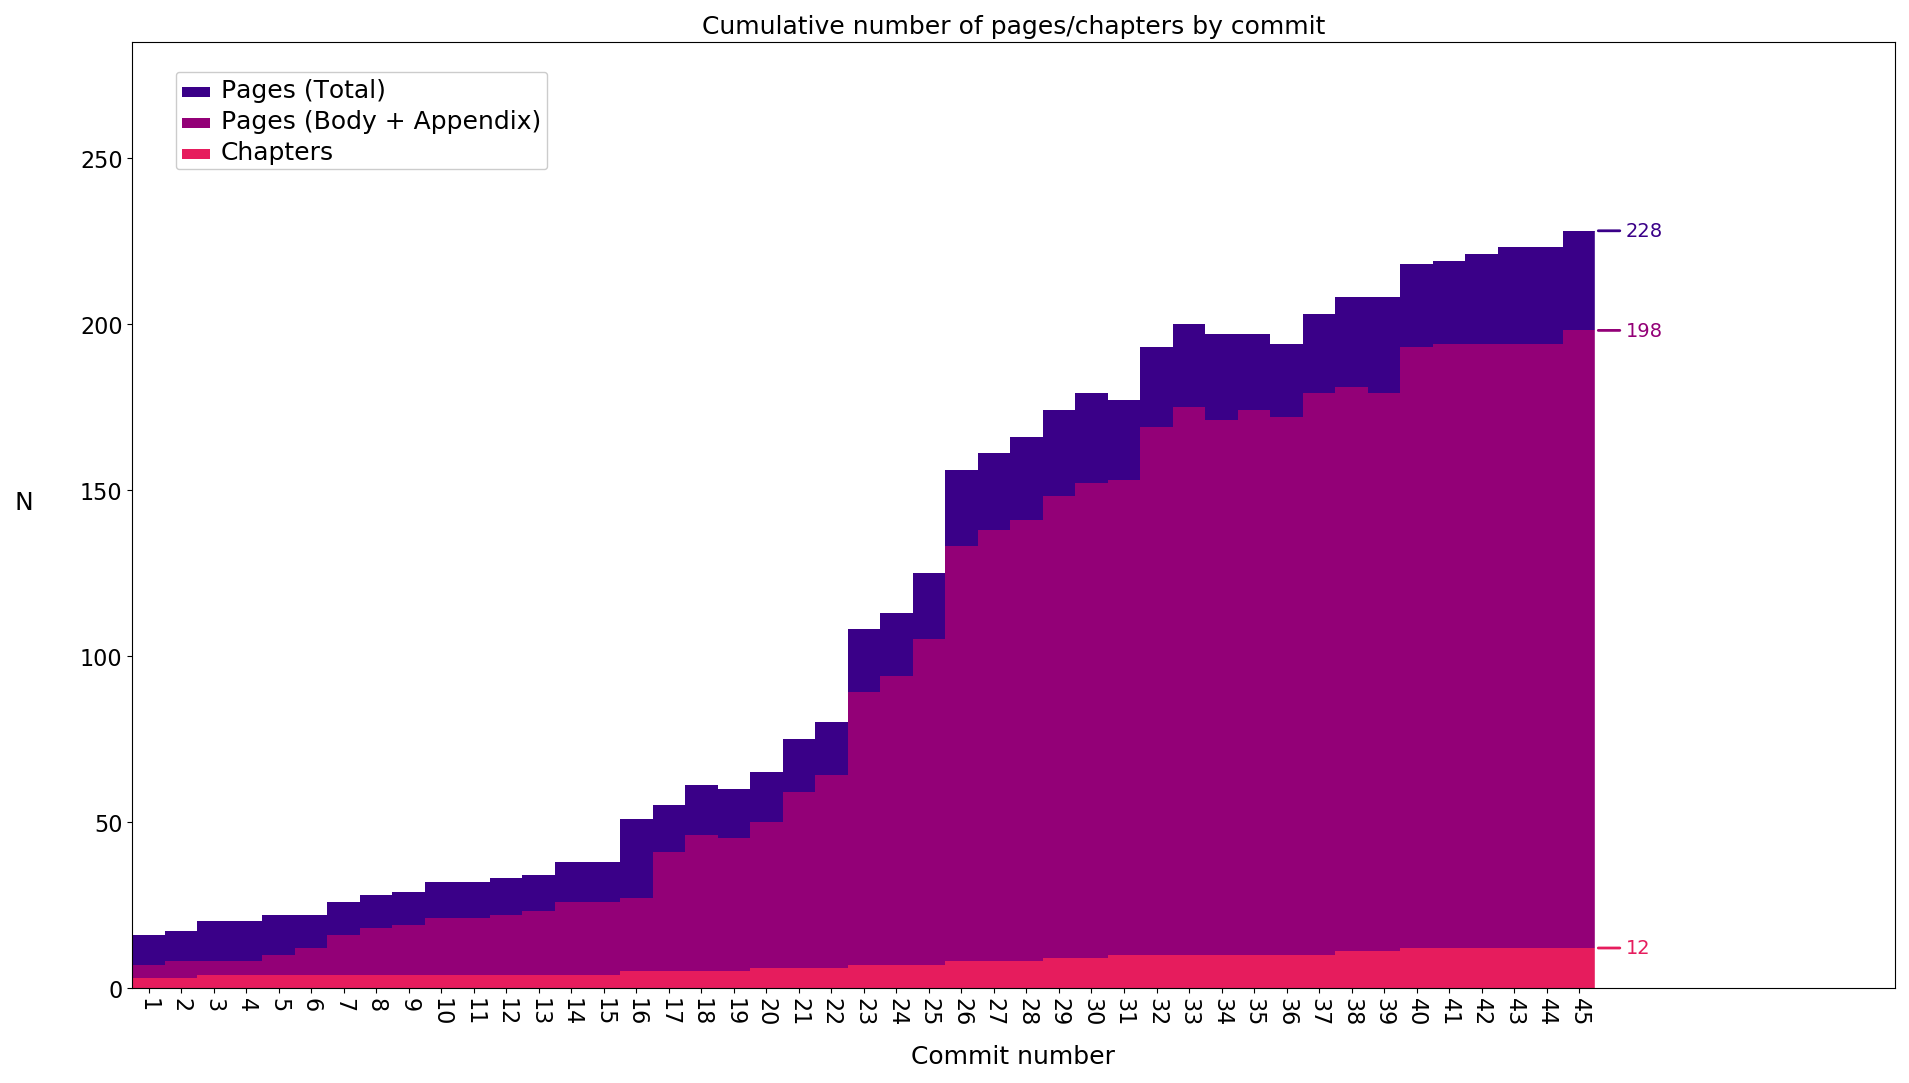 Cumulative number of pages/chapters by commit
Pages (Total)
Pages (Body + Appendix)
Chapters
250
200
150
100
50
0
N
228
198
12
1 2 3 4 5 6 7 8 9 10 11 12 13 14 15 16 17 18 19 20 21 22 23 24 25 26 27 28 29 30 31 32 33 34 35 36 37 38 39 40 41 42 43 44 45
Commit number